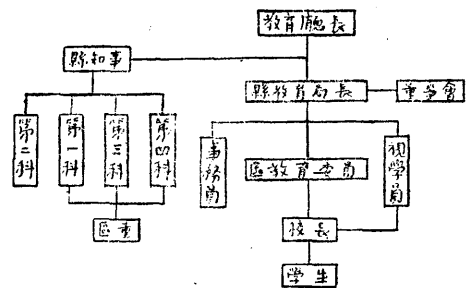 教育廳長
縣知事
縣教育局長
董事會
第二科
第一科
第三科
第四科
事務員
區教育委員
視學員
區董
校長
學生